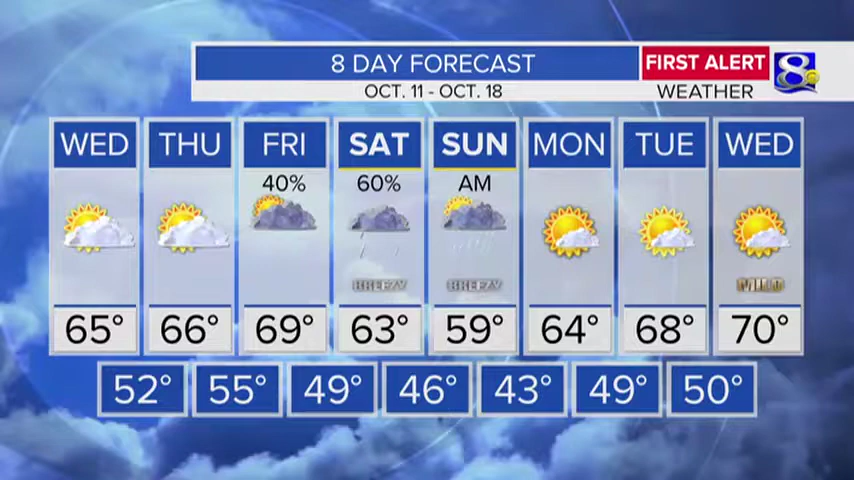 8 DAY FORECAST
FIRST ALERT
8
OCT. 11 - OCT. 18
WEATHER
WED THU FRI SAT SUN MON TUE WED
40% 60% AM
BREEZY BREEZY MILD
65° 66° 69° 63° 59° 64° 68° 70°
52° 55° 49° 46° 43° 49° 50°